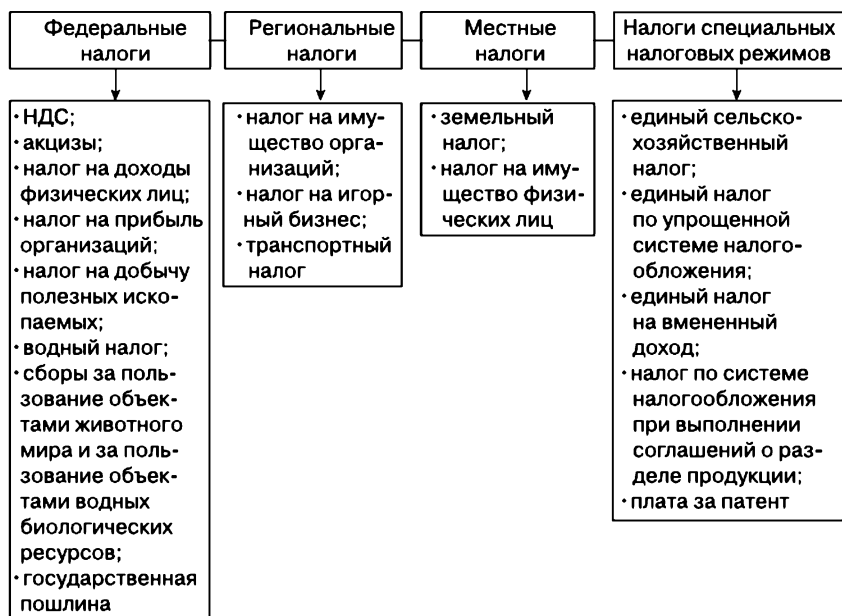 Федеральные
налоги
Региональные
налоги
Местные
налоги
Налоги специальных
налоговых режимов
· НДС;
· акцизы;
· налог на доходы
физических лиц;
· налог на прибыль
организаций;
· налог на добычу
полезных иско-
паемых;
· водный налог;
· сборы за поль-
зование объек-
тами животного
мира и за поль-
зование объек-
тами водных
биологических
ресурсов;
· государственная
пошлина
· налог на иму-
щество орга-
низаций;
· налог на игор-
ный бизнес;
· транспортный
налог
· земельный
налог;
· налог на иму-
щество физи-
ческих лиц
· единый сельско-
хозяйственный
налог;
· единый налог
по упрощенной
системе налого-
обложения;
· единый налог
на вмененный
доход;
· налог по системе
налогообложения
при выполнении
соглашений о раз-
деле продукции;
· плата за патент